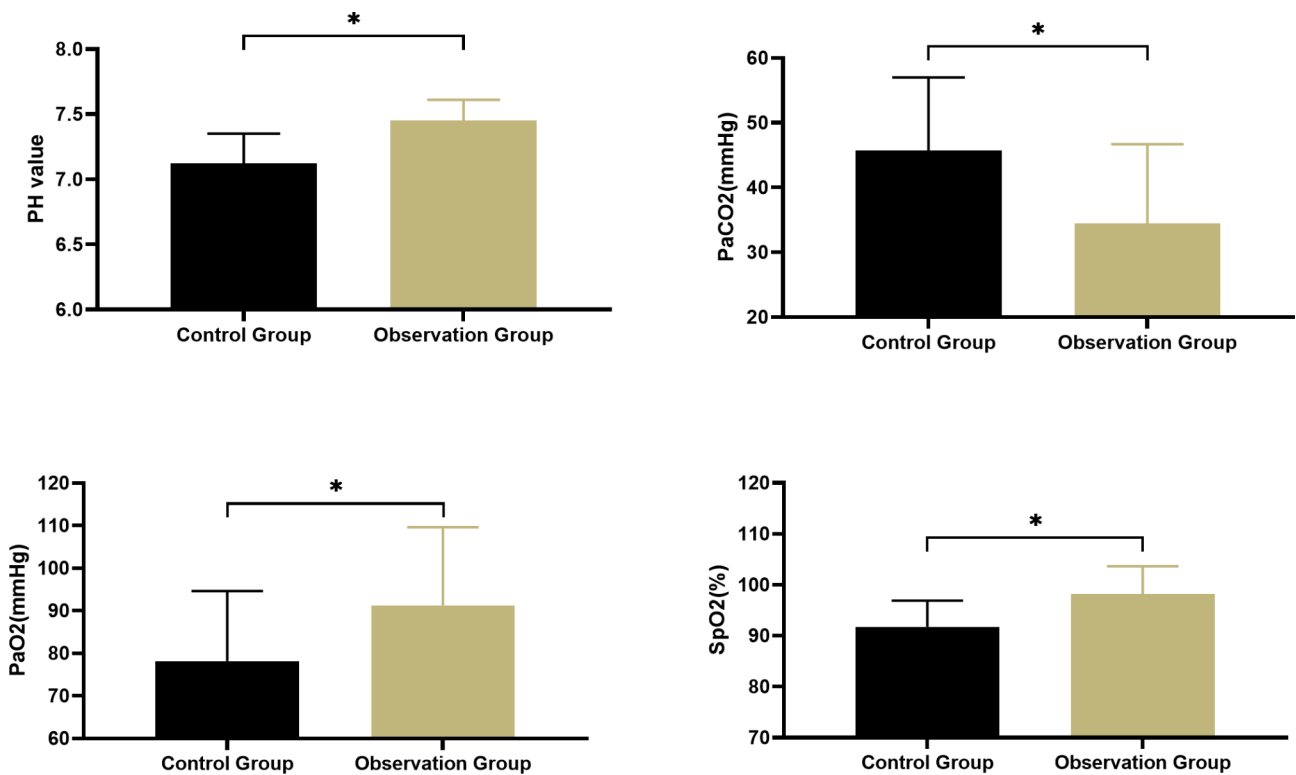 *
8.0
7.5
7.0
6.5
6.0
PH value
Control Group
Observation Group
*
60
50
40
30
20
PaCO2(mmHg)
Control Group
Observation Group
*
120
110
100
90
80
70
60
PaO2(mmHg)
Control Group
Observation Group
*
120
110
100
90
80
70
SpO2(%)
Control Group
Observation Group